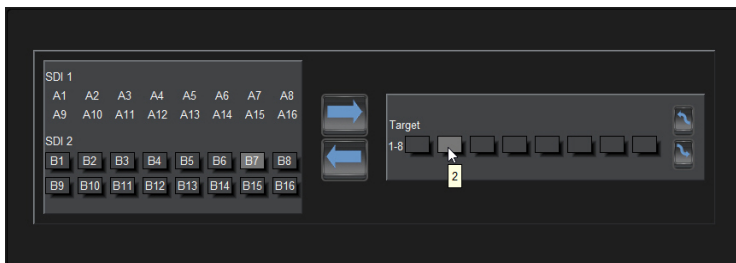 SDI 1
A1 A2 A3 A4 A5 A6 A7 A8
A9 A10 A11 A12 A13 A14 A15 A16
SDI 2
B1 B2 B3 B4 B5 B6 B7 B8
B9 B10 B11 B12 B13 B14 B15 B16
Target
1-8
2